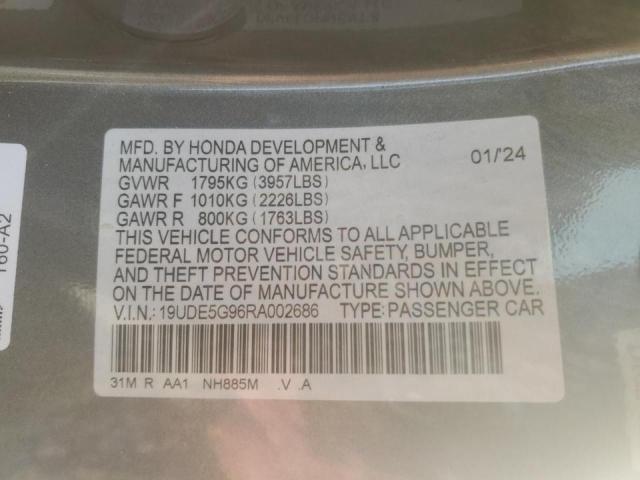 MFD. BY HONDA DEVELOPMENT &
MANUFACTURING OF AMERICA, LLC 01/'24
GVWR 1795KG (3957LBS)
GAWR F 1010KG (2226LBS)
GAWR R 800KG (1763LBS)
THIS VEHICLE CONFORMS TO ALL APPLICABLE
FEDERAL MOTOR VEHICLE SAFETY, BUMPER,
AND THEFT PREVENTION STANDARDS IN EFFECT
ON THE DATE OF MANUFACTURE SHOWN ABOVE.
V.I.N.: 19UDE5G96RA002686 TYPE: PASSENGER CAR
31M R AA1 NH885M .V .A
160-A2